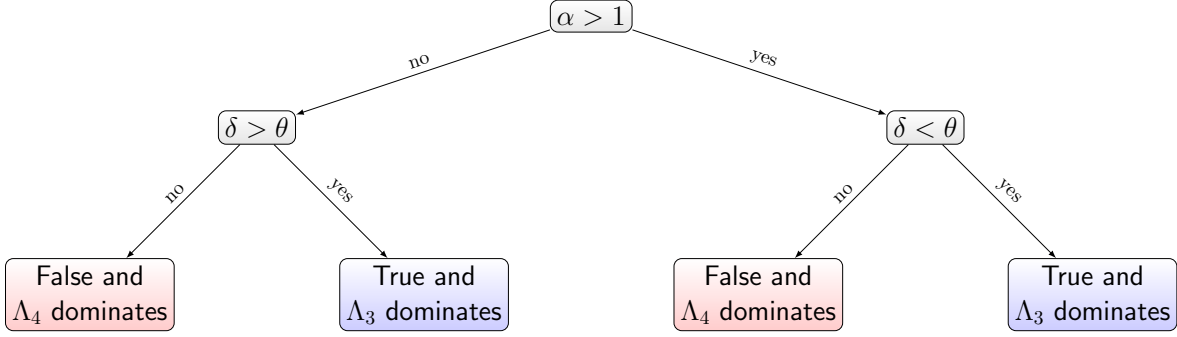 α > 1
no
yes
δ > θ
δ < θ
no
yes
no
yes
False and
Λ₄ dominates
True and
Λ₃ dominates
False and
Λ₄ dominates
True and
Λ₃ dominates